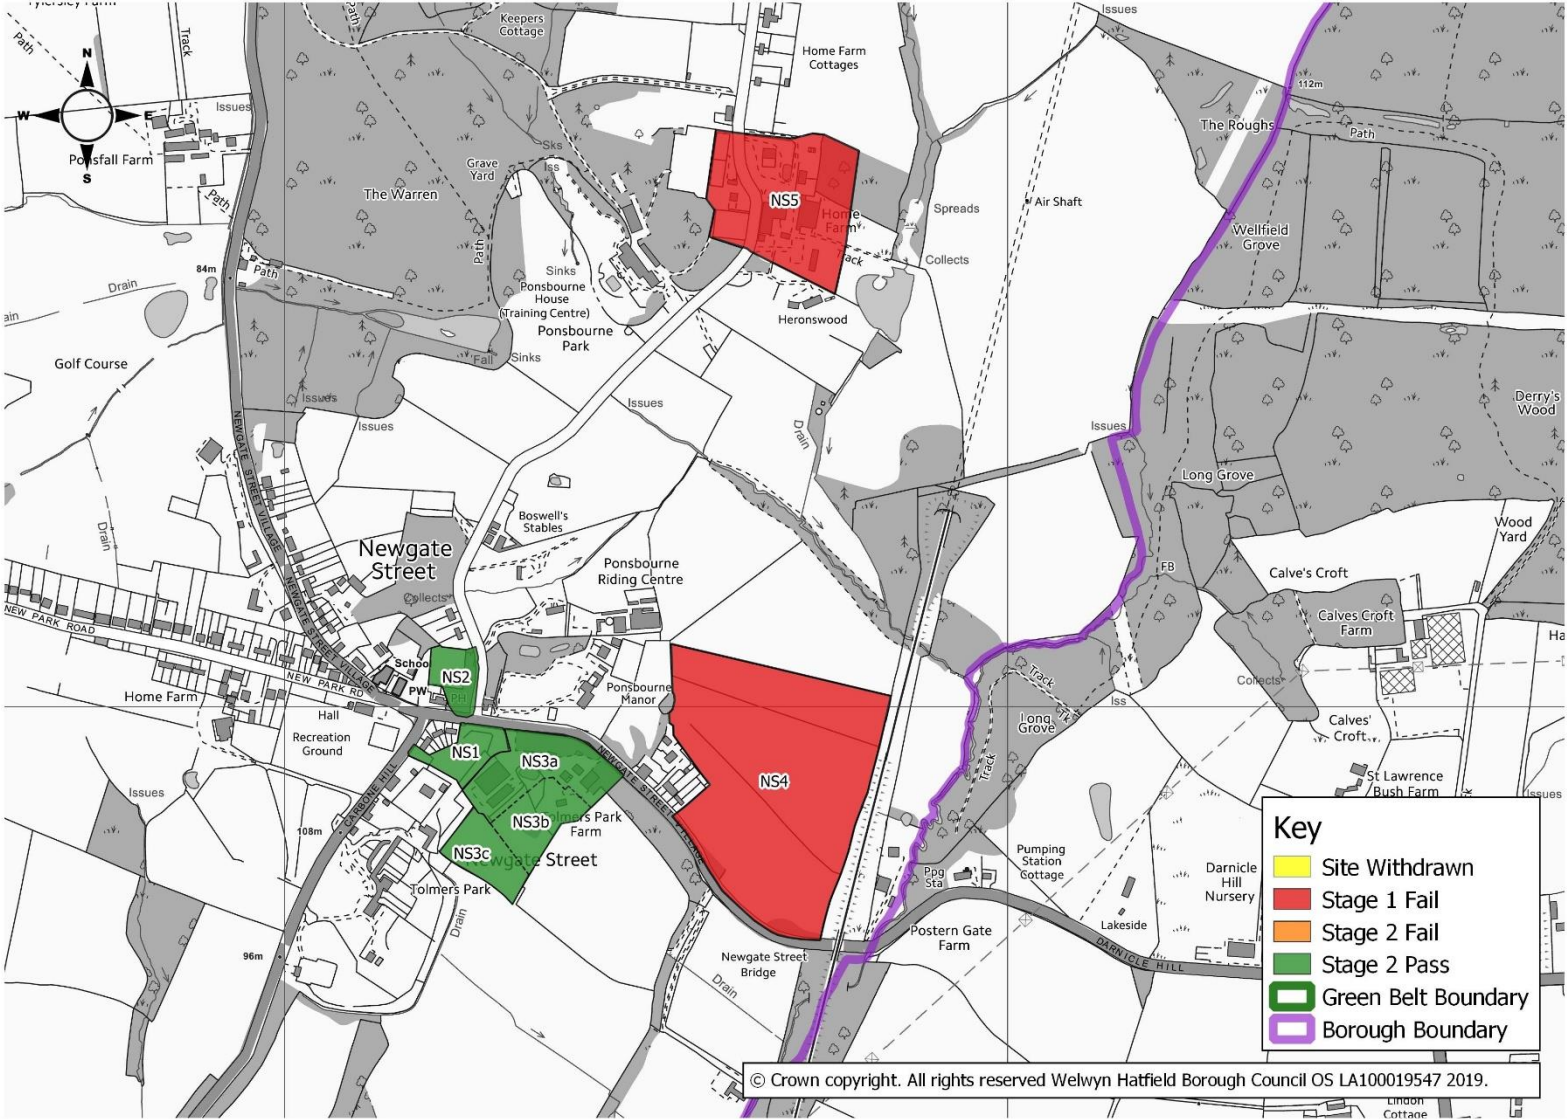 Path
Track
Path
Keepers
Cottage
Issues
Home Farm
Cottages
N
W
E
S
Issues
112m
The Roughs
Path
Ponsfall Farm
Sks
Iss
Grave
Yard
The Warren
Path
NS5
Home
Farm
Track
Air Shaft
Spreads
Collects
Wellfield
Grove
84m
Path
Path
Drain
Sinks
Ponsbourne
House
(Training Centre)
Ponsbourne
Park
Heronswood
Golf Course
Fall
Sinks
Issues
Issues
Issues
Drain
Issues
Derry's
Wood
NEWGATE STREET VILLAGE
Long Grove
Drain
Boswell's
Stables
Newgate
Street
Wood
Yard
Ponsbourne
Riding Centre
FB
Calve's Croft
Collects
Calves Croft
Farm
NEW PARK ROAD
NEWGATE STREET VILLAGE
School
NS2
PW
PH
NEW PARK RD
Home Farm
Hall
Recreation
Ground
Ponsbourne
Manor
Track
Long
Grove
Iss
Collects
Calves'
Croft
NS1
NS3a
NEWGATE STREET VILLAGE
NS4
Track
St Lawrence
Bush Farm
Issues
Issues
CARBONE HILL
108m
NS3b
Tolmers Park
Farm
NS3c
Newgate Street
Tolmers Park
Drain
Ppg
Sta
Pumping
Station
Cottage
Darnicle
Hill
Nursery
Lakeside
Postern Gate
Farm
DARNICLE HILL
96m
Newgate Street
Bridge
Drain
Key
Site Withdrawn
Stage 1 Fail
Stage 2 Fail
Stage 2 Pass
Green Belt Boundary
Borough Boundary
© Crown copyright. All rights reserved Welwyn Hatfield Borough Council OS LA100019547 2019.
Cottage